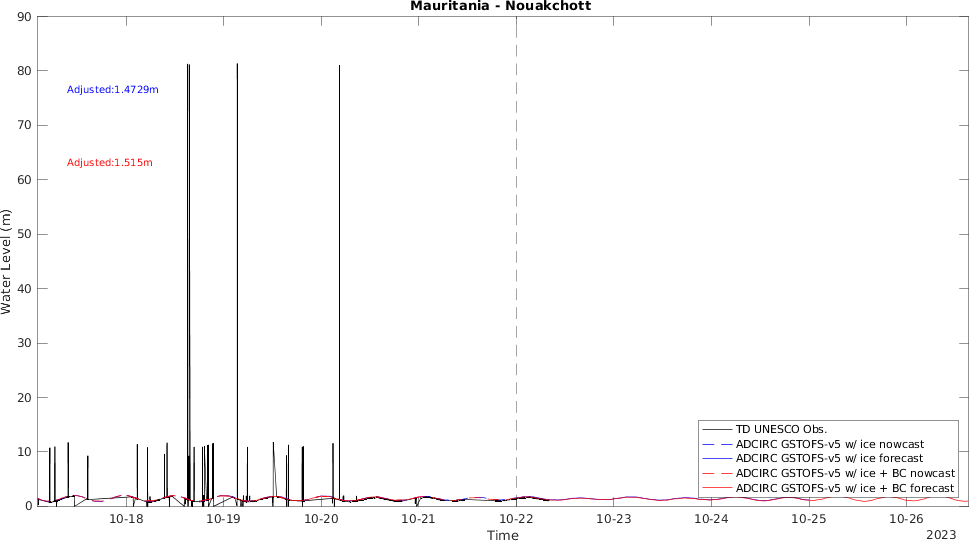 Mauritania - Nouakchott
90
80
70
60
50
40
30
20
10
0
Water Level (m)
Adjusted:1.4729m
Adjusted:1.515m
TD UNESCO Obs.
ADCIRC GSTOFS-v5 w/ ice nowcast
ADCIRC GSTOFS-v5 w/ ice forecast
ADCIRC GSTOFS-v5 w/ ice + BC nowcast
ADCIRC GSTOFS-v5 w/ ice + BC forecast
10-18 10-19 10-20 10-21 10-22 10-23 10-24 10-25 10-26
Time
2023